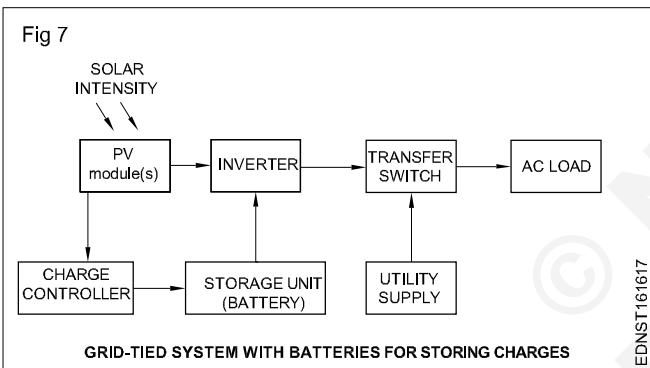 Fig 7
SOLAR
INTENSITY
PV
module(s)
INVERTER
TRANSFER
SWITCH
AC LOAD
CHARGE
CONTROLLER
STORAGE UNIT
(BATTERY)
UTILITY
SUPPLY
GRID-TIED SYSTEM WITH BATTERIES FOR STORING CHARGES
EDNST161617
©